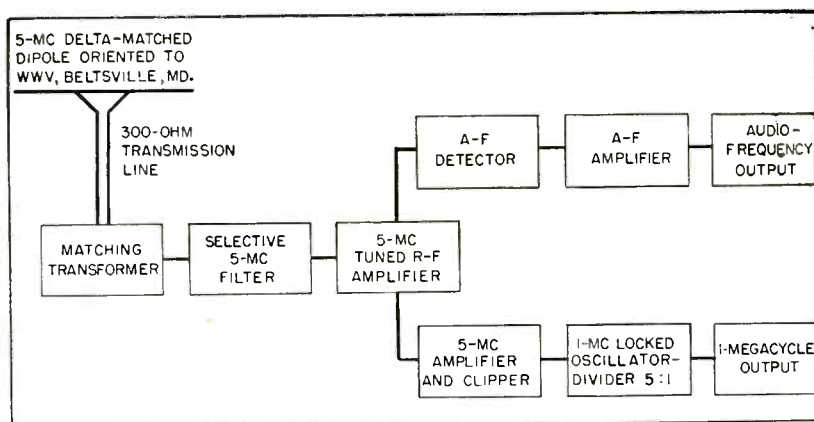 5-MC DELTA-MATCHED
DIPOLE ORIENTED TO
WWV, BELTSVILLE, MD.
300-OHM
TRANSMISSION
LINE
MATCHING
TRANSFORMER
SELECTIVE
5-MC
FILTER
5-MC
TUNED R-F
AMPLIFIER
A-F
DETECTOR
A-F
AMPLIFIER
AUDIO-
FREQUENCY
OUTPUT
5-MC
AMPLIFIER
AND CLIPPER
1-MC LOCKED
OSCILLATOR-
DIVIDER 5:1
1-MEGACYCLE
OUTPUT